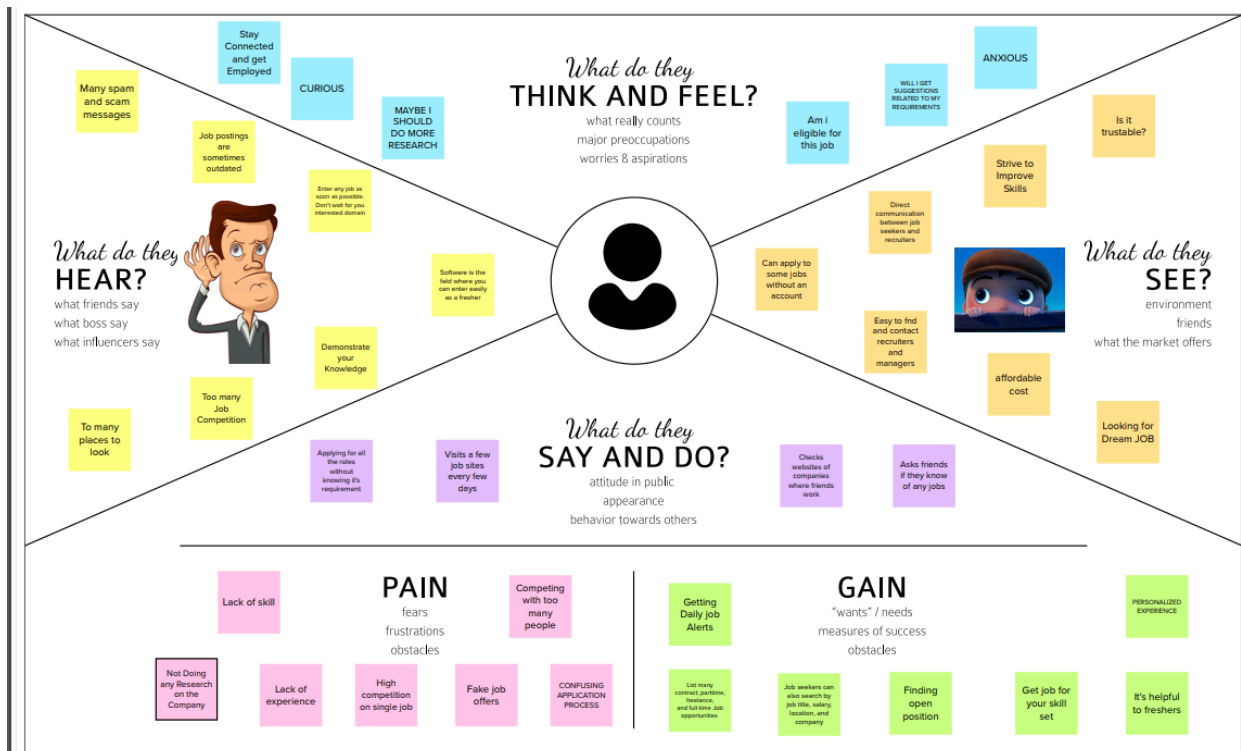 Stay
Connected
and get
Employed
CURIOUS
MAYBE I
SHOULD
DO MORE
RESEARCH
What do they
THINK AND FEEL?
what really counts
major preoccupations
worries & aspirations
Am i
eligible for
this job
WILL I GET
SUGGESTIONS
RELATED TO MY
REQUIREMENTS
ANXIOUS
Many spam
and scam
messages
Job postings
are
sometimes
outdated
Enter any job as
soon as possible.
Don't wait for you
interested domain
What do they
HEAR?
what friends say
what boss say
what influencers say
Software is the
feld where you
can enter easily
as a fresher
Demonstrate
your
Knowledge
Too many
Job
Competition
To many
places to
look
Is it
trustable?
Strive to
Improve
Skills
Direct
communication
between job
seekers and
recruiters
Can apply to
some jobs
without an
account
What do they
SEE?
environment
friends
what the market offers
Easy to fnd
and contact
recruiters
and
managers
affordable
cost
Looking for
Dream JOB
What do they
SAY AND DO?
attitude in public
appearance
behavior towards others
Applying for all
the roles
without
knowing it's
requirement
Visits a few
job sites
every few
days
Checks
websites of
companies
where friends
work
Asks friends
if they know
of any jobs
PAIN
fears
frustrations
obstacles
Lack of skill
Competing
with too
many
people
Not Doing
any Research
on the
Company
Lack of
experience
High
competition
on single job
Fake job
offers
CONFUSING
APPLICATION
PROCESS
GAIN
"wants" / needs
measures of success
obstacles
Getting
Daily job
Alerts
PERSONALIZED
EXPERIENCE
List many
contract, paritime,
freelance,
and full-time Job
opportunities
Job seekers can
also search by
job title, salary,
location, and
company
Finding
open
position
Get job for
your skill
set
It's helpful
to freshers